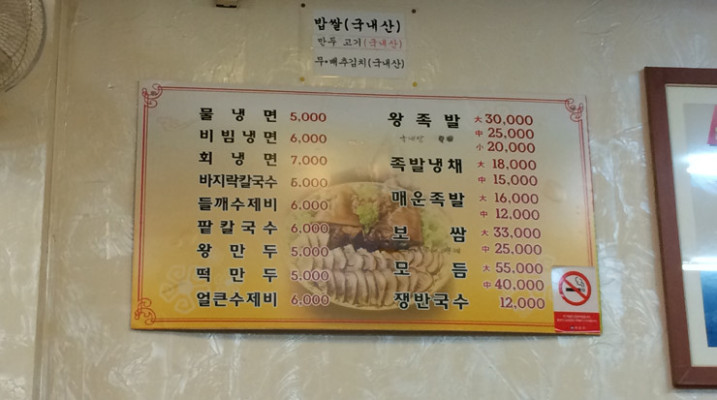 밥쌀(국내산)
만두 고기(국내산)
무·배추김치(국내산)
물냉면 5,000
비빔냉면 6,000
회냉면 7,000
바지락칼국수 6,000
들깨수제비 6,000
팥칼국수 6,000
왕만두 5,000
떡만두 5,000
얼큰수제비 6,000
왕족발 大 30,000
국내산 中 25,000
小 20,000
족발냉채 大 18,000
中 15,000
매운족발 大 16,000
中 12,000
보쌈 大 33,000
中 25,000
모듬 大 55,000
中 40,000
쟁반국수 12,000